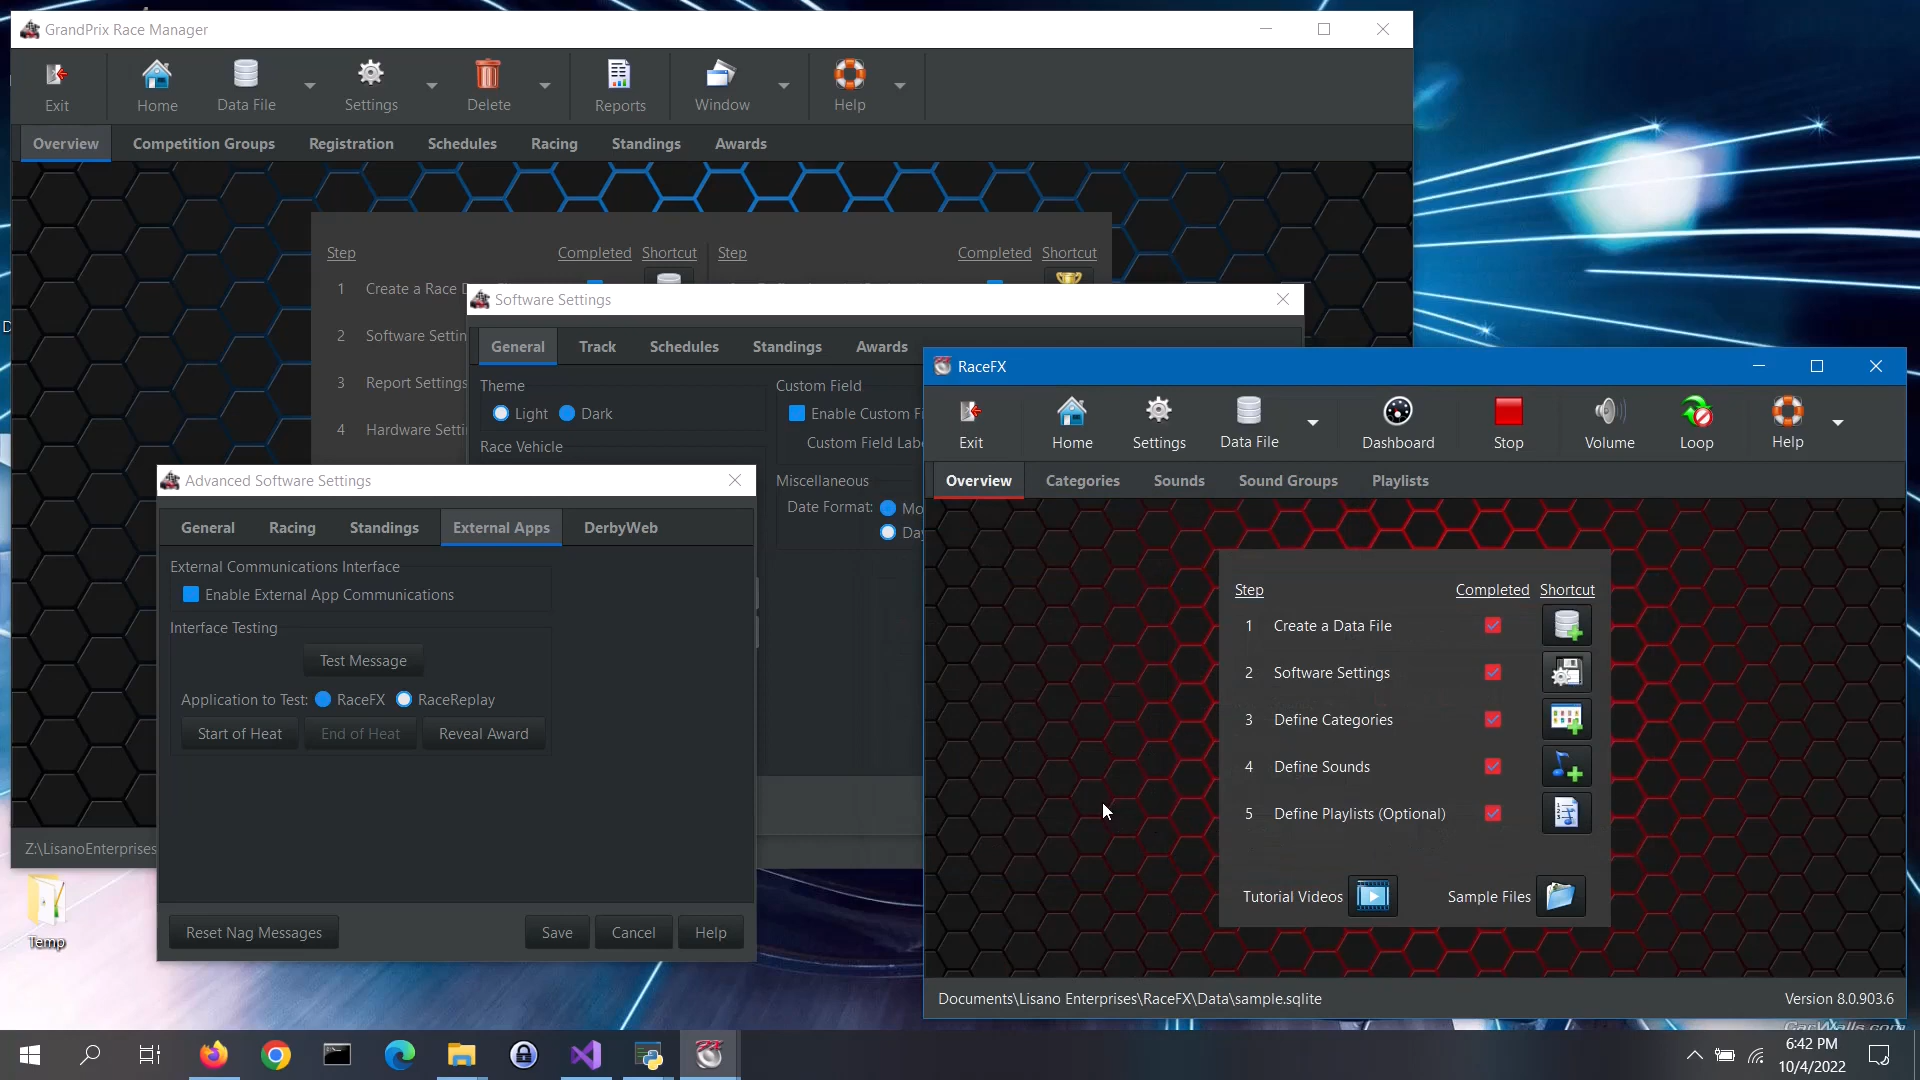 GrandPrix Race Manager
Exit Home Data File Settings Delete Reports Window Help
Overview Competition Groups Registration Schedules Racing Standings Awards
Step Completed Shortcut Step Completed Shortcut
1 Create a Race D
2 Software Settin
3 Report Settings
4 Hardware Setti
Z:\LisanoEnterprises
Software Settings
General Track Schedules Standings Awards
Theme
Light Dark
Race Vehicle
Custom Field
Enable Custom Fi
Custom Field Labe
Miscellaneous
Date Format: Mo
Day
Advanced Software Settings
General Racing Standings External Apps DerbyWeb
External Communications Interface
Enable External App Communications
Interface Testing
Test Message
Application to Test: RaceFX RaceReplay
Start of Heat End of Heat Reveal Award
Reset Nag Messages Save Cancel Help
RaceFX
Exit Home Settings Data File Dashboard Stop Volume Loop Help
Overview Categories Sounds Sound Groups Playlists
Step Completed Shortcut
1 Create a Data File
2 Software Settings
3 Define Categories
4 Define Sounds
5 Define Playlists (Optional)
Tutorial Videos Sample Files
Documents\Lisano Enterprises\RaceFX\Data\sample.sqlite Version 8.0.903.6
CarWalls.com
Temp
6:42 PM
10/4/2022